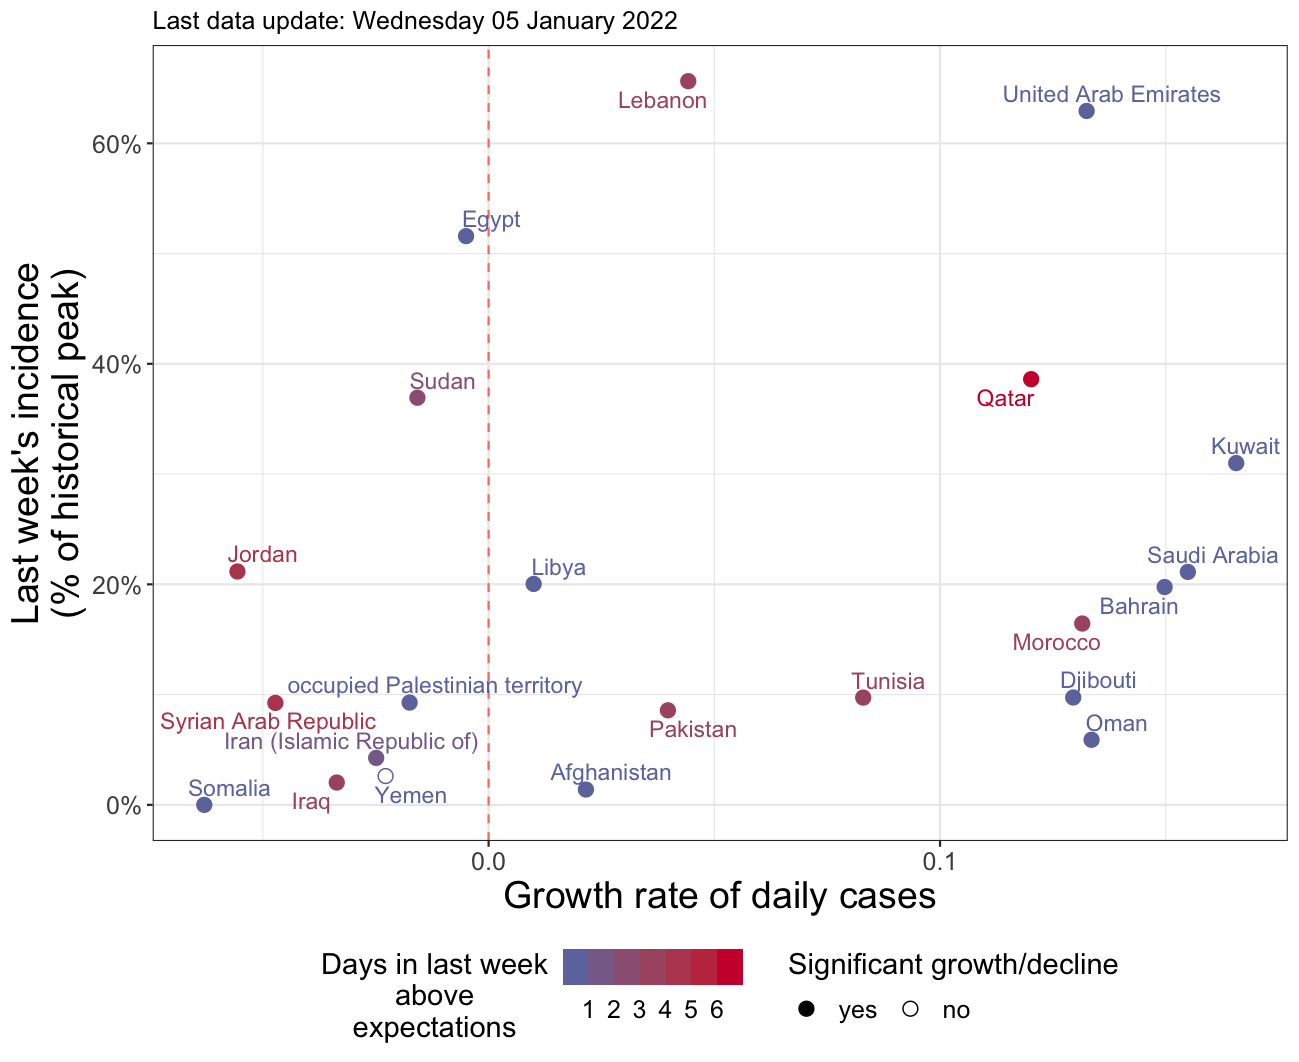 Last data update: Wednesday 05 January 2022
Last week's incidence
(% of historical peak)
60%
40%
20%
0%
Lebanon
United Arab Emirates
Egypt
Sudan
Qatar
Kuwait
Jordan
Libya
Saudi Arabia
Bahrain
Morocco
occupied Palestinian territory
Tunisia
Djibouti
Syrian Arab Republic
Pakistan
Oman
Iran (Islamic Republic of)
Afghanistan
Somalia
Iraq
Yemen
0.0
0.1
Growth rate of daily cases
Days in last week
above
expectations
1 2 3 4 5 6
Significant growth/decline
yes
no